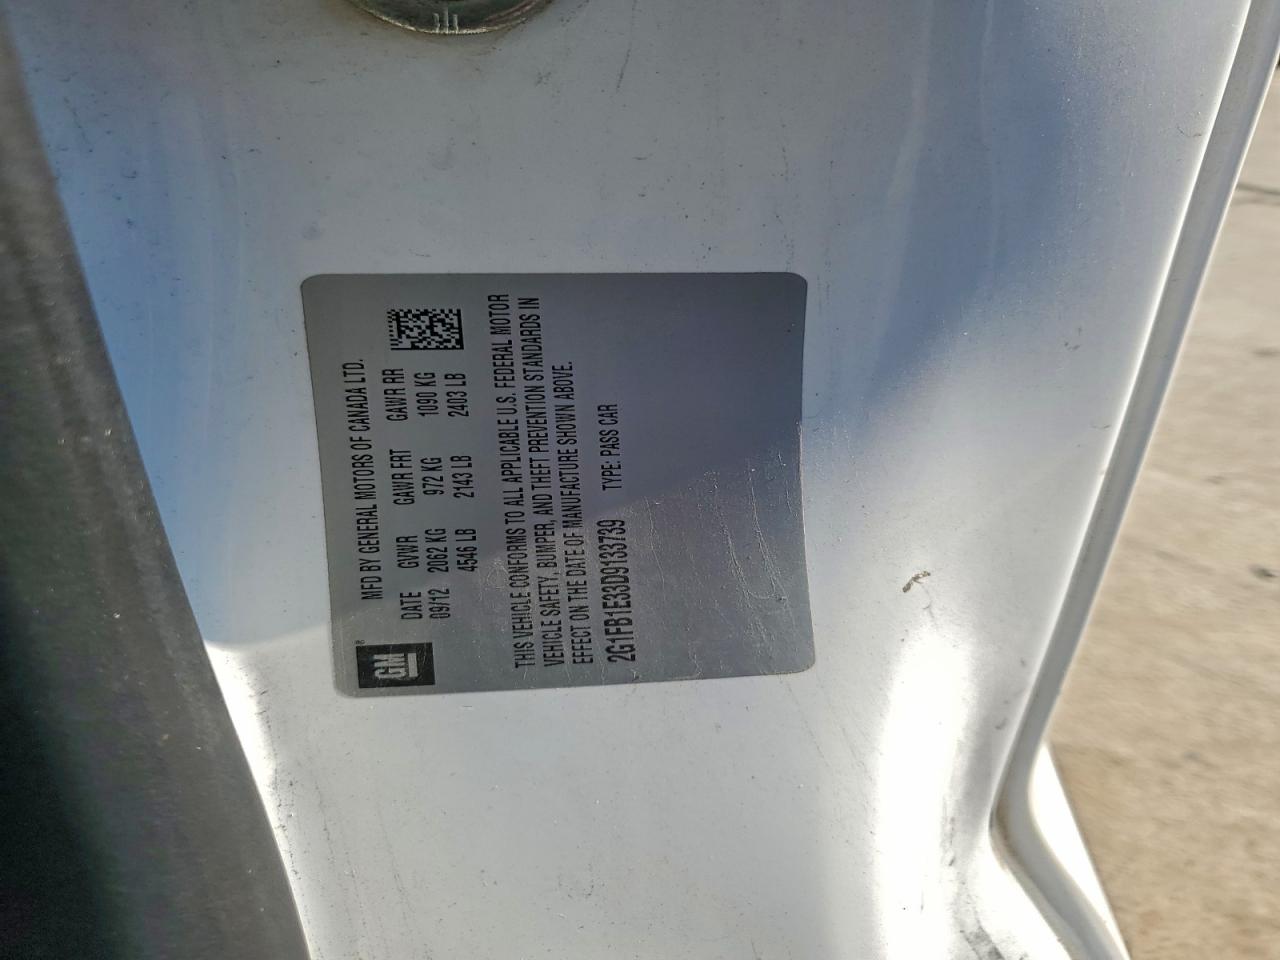 GM ®
MFD BY GENERAL MOTORS OF CANADA LTD.
DATE GVWR GAWR FRT GAWR RR
09/12 2062 KG 972 KG 1090 KG
4546 LB 2143 LB 2403 LB
THIS VEHICLE CONFORMS TO ALL APPLICABLE U.S. FEDERAL MOTOR
VEHICLE SAFETY, BUMPER, AND THEFT PREVENTION STANDARDS IN
EFFECT ON THE DATE OF MANUFACTURE SHOWN ABOVE.
2G1FB1E33D9133739 TYPE: PASS CAR